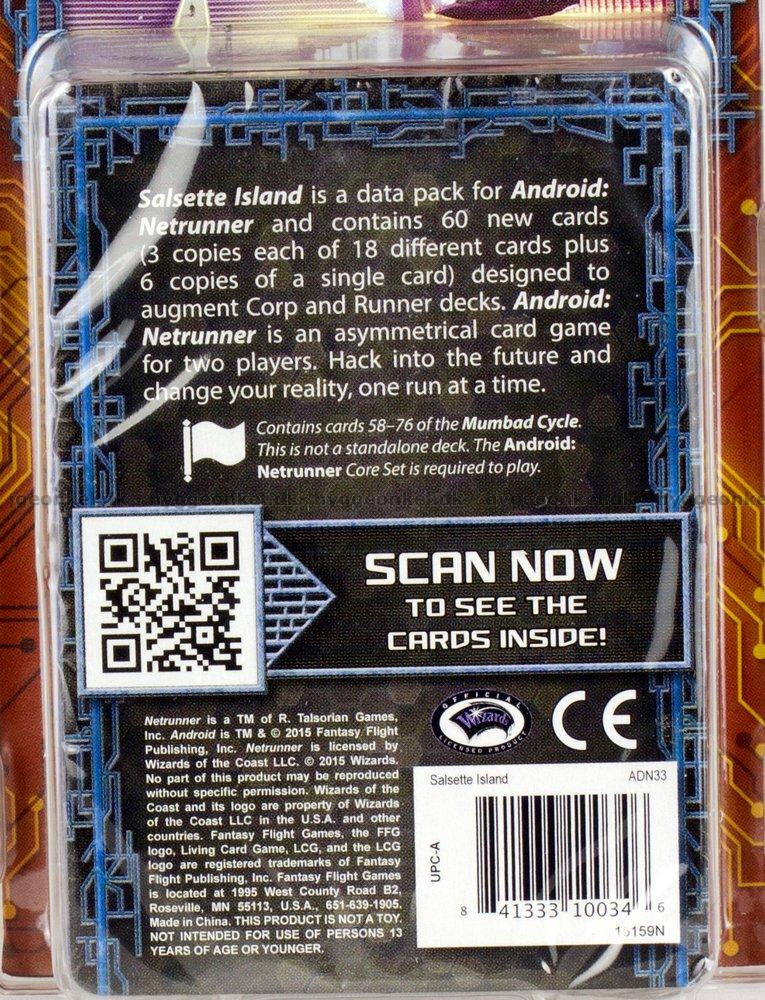 Salsette Island is a data pack for Android:
Netrunner and contains 60 new cards
(3 copies each of 18 different cards plus
6 copies of a single card) designed to
augment Corp and Runner decks. Android:
Netrunner is an asymmetrical card game
for two players. Hack into the future and
change your reality, one run at a time.
Contains cards 58–76 of the Mumbad Cycle.
This is not a standalone deck. The Android:
Netrunner Core Set is required to play.
SCAN NOW
TO SEE THE
CARDS INSIDE!
Netrunner is a TM of R. Talsorian Games,
Inc. Android is TM & © 2015 Fantasy Flight
Publishing, Inc. Netrunner is licensed by
Wizards of the Coast LLC. © 2015 Wizards.
No part of this product may be reproduced
without specific permission. Wizards of the
Coast and its logo are property of Wizards
of the Coast LLC in the U.S.A. and other
countries. Fantasy Flight Games, the FFG
logo, Living Card Game, LCG, and the LCG
logo are registered trademarks of Fantasy
Flight Publishing, Inc. Fantasy Flight Games
is located at 1995 West County Road B2,
Roseville, MN 55113, U.S.A., 651-639-1905.
Made in China. THIS PRODUCT IS NOT A TOY.
NOT INTENDED FOR USE OF PERSONS 13
YEARS OF AGE OR YOUNGER.
OFFICIAL
Wizards
LICENSED PRODUCT
CE
Salsette Island ADN33
UPC-A
8 41333 10034 6
15159N